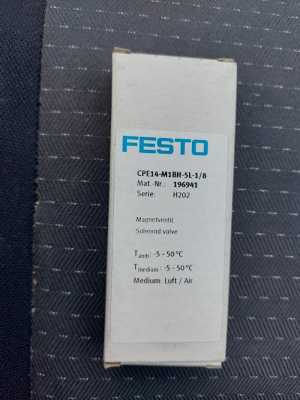 FESTO
CPE14-M1BH-5L-1/8
Mat.-Nr.: 196941
Serie: H202
Magnetventil
Solenoid valve
Tamb: -5 - 50 °C
Tmedium: -5 - 50 °C
Medium Luft / Air